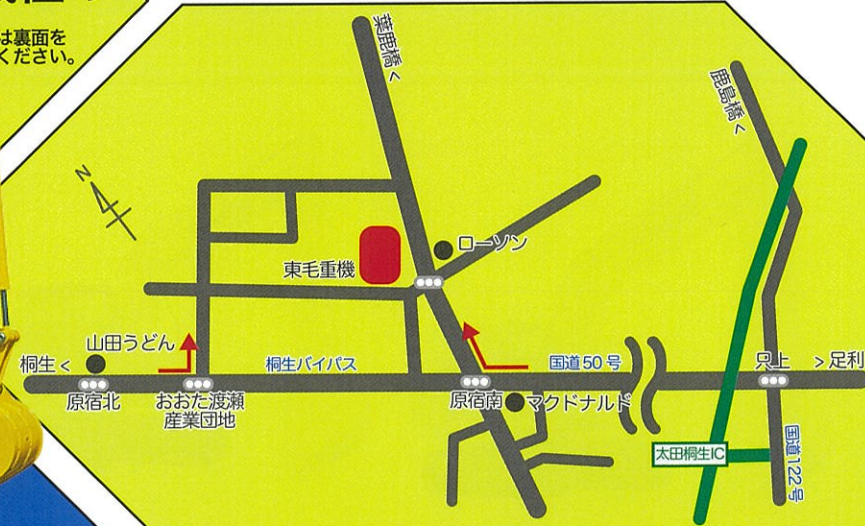 は裏面を
ください。
葉鹿橋<
鹿島橋<
N
ローソン
東毛重機
山田うどん
桐生<
桐生バイパス
国道50号
只上
>足利
原宿北
おおた渡瀬
産業団地
原宿南
マクドナルド
太田桐生IC
国道122号